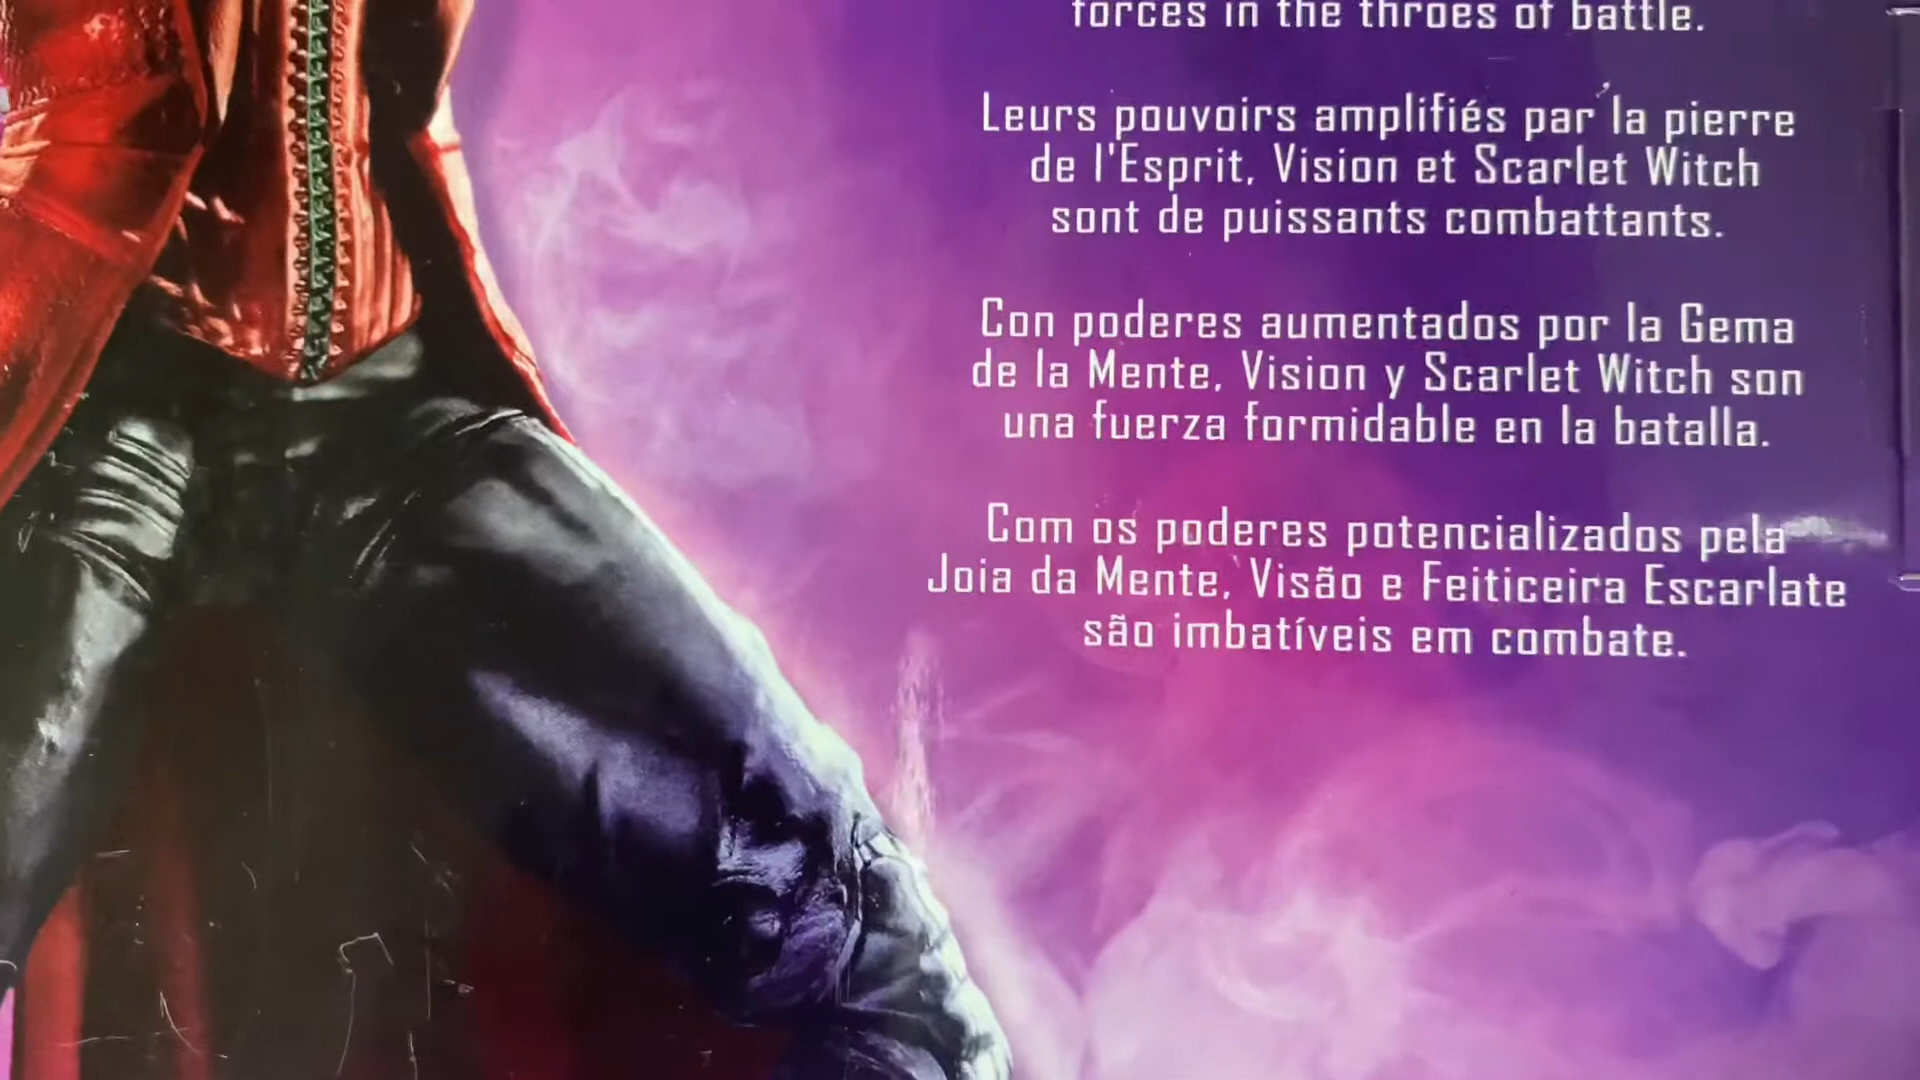 forces in the throes of battle.
Leurs pouvoirs amplifiés par la pierre
de l'Esprit, Vision et Scarlet Witch
sont de puissants combattants.
Con poderes aumentados por la Gema
de la Mente, Vision y Scarlet Witch son
una fuerza formidable en la batalla.
Com os poderes potencializados pela
Joia da Mente, Visão e Feiticeira Escarlate
são imbatíveis em combate.